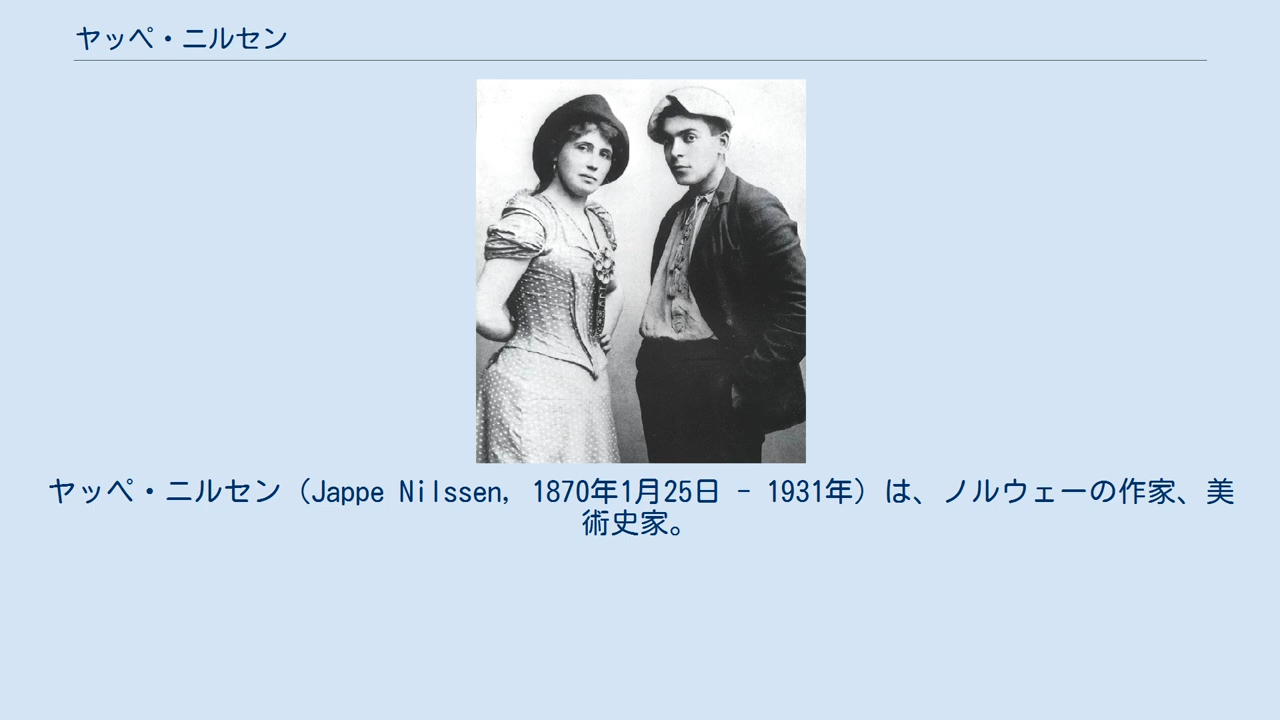 ヤッペ・ニルセン
ヤッペ・ニルセン（Jappe Nilssen, 1870年1月25日 - 1931年）は、ノルウェーの作家、美
術史家。